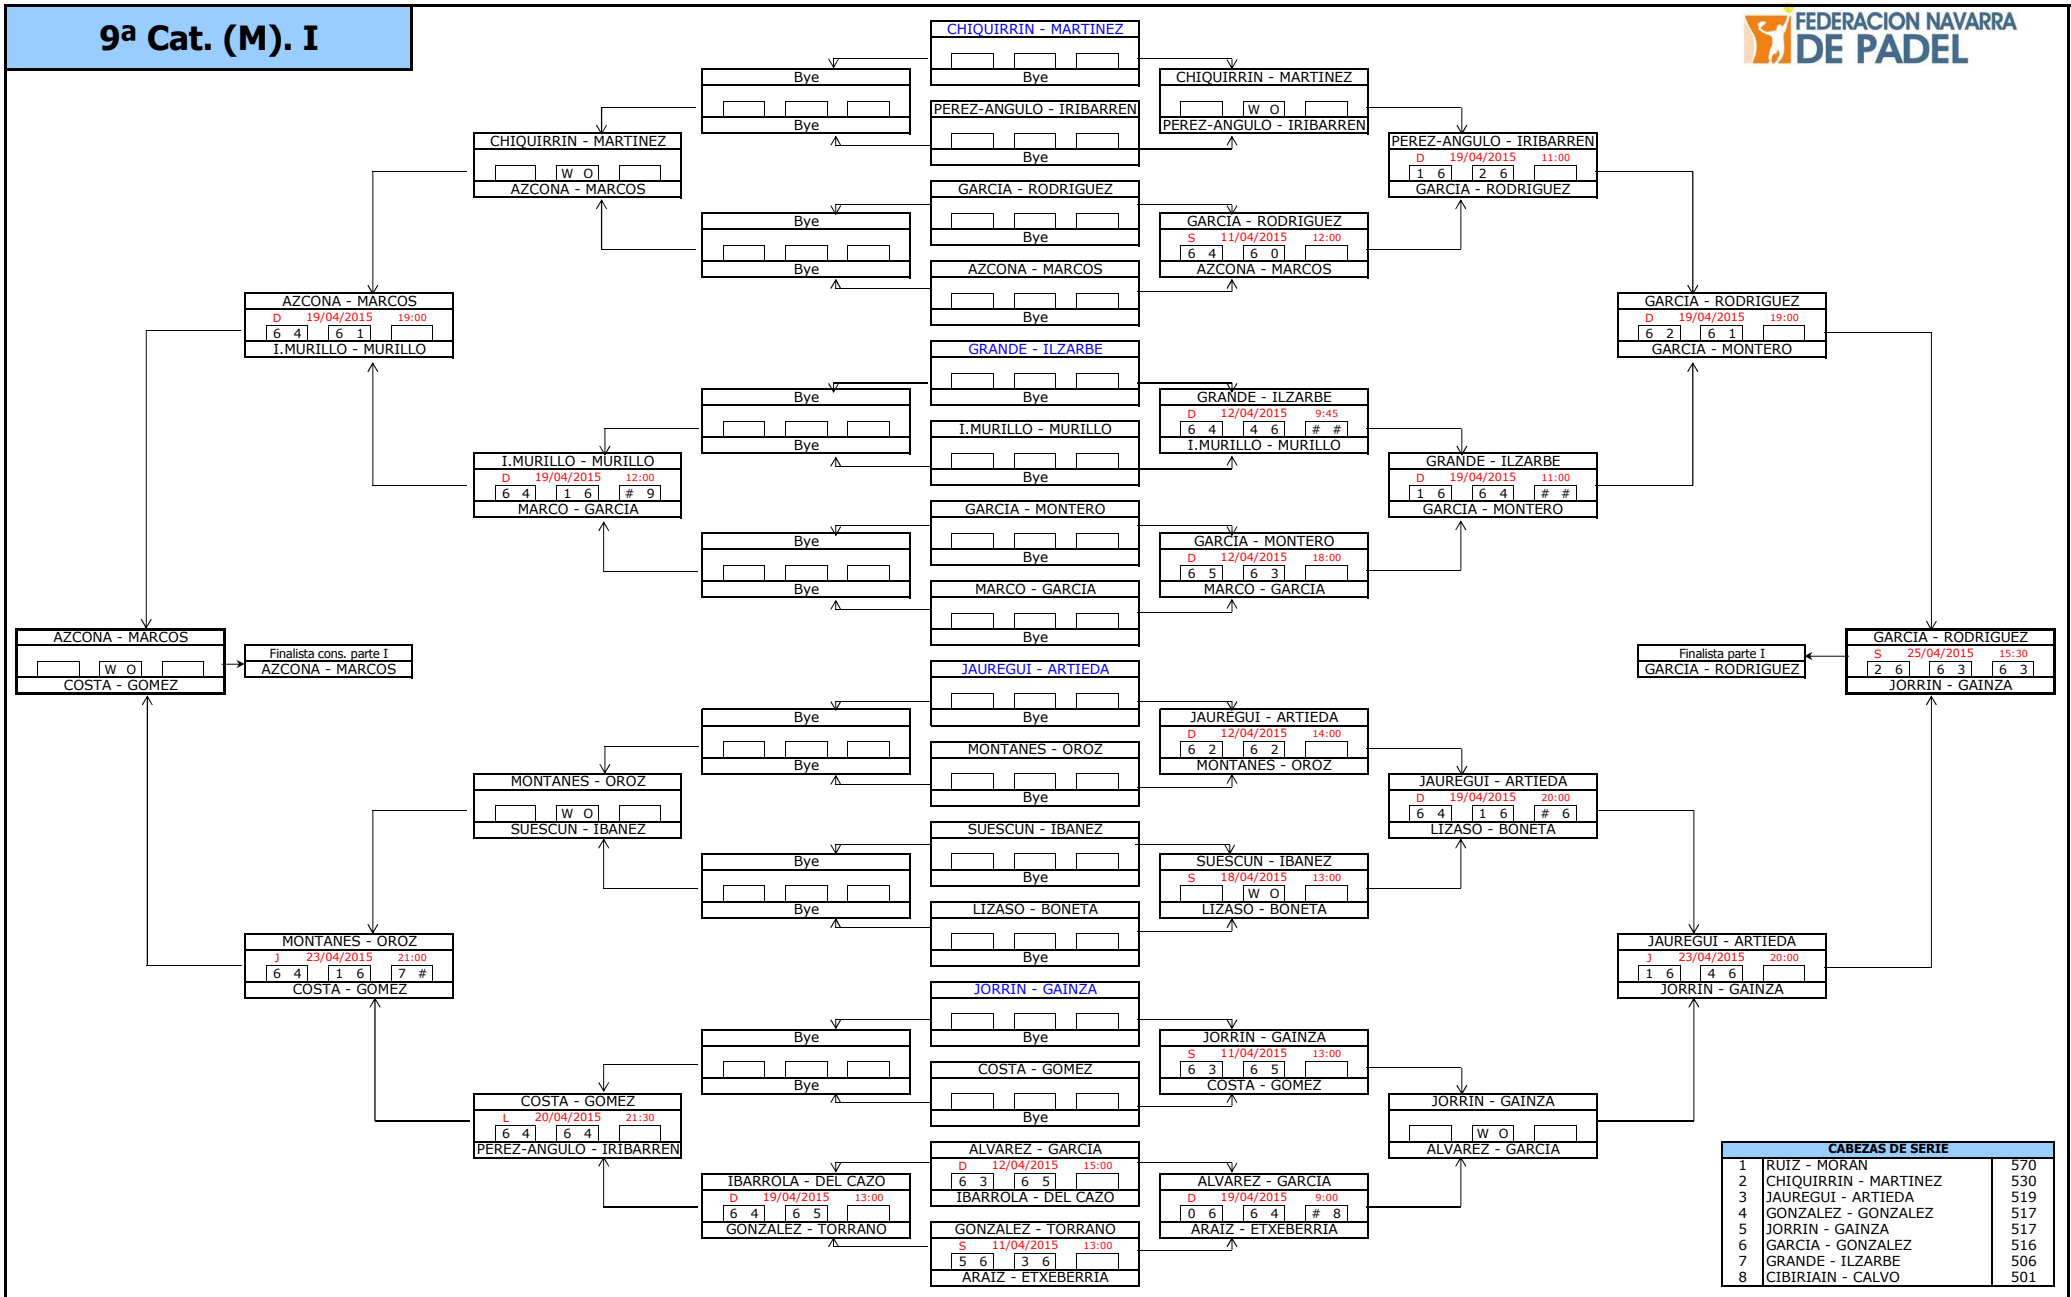 9ª Cat. (M). I
FEDERACION NAVARRA
DE PADEL
CHIQUIRRIN - MARTINEZ
Bye
PEREZ-ANGULO - IRIBARREN
Bye
GARCIA - RODRIGUEZ
Bye
AZCONA - MARCOS
Bye
GRANDE - ILZARBE
Bye
I.MURILLO - MURILLO
Bye
GARCIA - MONTERO
Bye
MARCO - GARCIA
Bye
JAUREGUI - ARTIEDA
Bye
MONTANES - OROZ
Bye
SUESCUN - IBANEZ
Bye
LIZASO - BONETA
Bye
JORRIN - GAINZA
Bye
COSTA - GOMEZ
Bye
ALVAREZ - GARCIA
D 12/04/2015 15:00
6 3 6 5
IBARROLA - DEL CAZO
GONZALEZ - TORRANO
S 11/04/2015 13:00
5 6 3 6
ARAIZ - ETXEBERRIA
Bye
Bye
Bye
Bye
Bye
Bye
Bye
Bye
Bye
Bye
Bye
Bye
Bye
Bye
IBARROLA - DEL CAZO
D 19/04/2015 13:00
6 4 6 5
GONZALEZ - TORRANO
CHIQUIRRIN - MARTINEZ
W O
AZCONA - MARCOS
I.MURILLO - MURILLO
D 19/04/2015 12:00
6 4 1 6 # 9
MARCO - GARCIA
MONTANES - OROZ
W O
SUESCUN - IBANEZ
COSTA - GOMEZ
L 20/04/2015 21:30
6 4 6 4
PEREZ-ANGULO - IRIBARREN
AZCONA - MARCOS
D 19/04/2015 19:00
6 4 6 1
I.MURILLO - MURILLO
MONTANES - OROZ
J 23/04/2015 21:00
6 4 1 6 7 #
COSTA - GOMEZ
AZCONA - MARCOS
W O
COSTA - GOMEZ
Finalista cons. parte I
AZCONA - MARCOS
CHIQUIRRIN - MARTINEZ
W O
PEREZ-ANGULO - IRIBARREN
GARCIA - RODRIGUEZ
S 11/04/2015 12:00
6 4 6 0
AZCONA - MARCOS
GRANDE - ILZARBE
D 12/04/2015 9:45
6 4 4 6 # #
I.MURILLO - MURILLO
GARCIA - MONTERO
D 12/04/2015 18:00
6 5 6 3
MARCO - GARCIA
JAUREGUI - ARTIEDA
D 12/04/2015 14:00
6 2 6 2
MONTANES - OROZ
SUESCUN - IBANEZ
S 18/04/2015 13:00
W O
LIZASO - BONETA
JORRIN - GAINZA
S 11/04/2015 13:00
6 3 6 5
COSTA - GOMEZ
ALVAREZ - GARCIA
D 19/04/2015 9:00
0 6 6 4 # 8
ARAIZ - ETXEBERRIA
PEREZ-ANGULO - IRIBARREN
D 19/04/2015 11:00
1 6 2 6
GARCIA - RODRIGUEZ
GRANDE - ILZARBE
D 19/04/2015 11:00
1 6 6 4 # #
GARCIA - MONTERO
JAUREGUI - ARTIEDA
D 19/04/2015 20:00
6 4 1 6 # 6
LIZASO - BONETA
JORRIN - GAINZA
W O
ALVAREZ - GARCIA
GARCIA - RODRIGUEZ
D 19/04/2015 19:00
6 2 6 1
GARCIA - MONTERO
JAUREGUI - ARTIEDA
J 23/04/2015 20:00
1 6 4 6
JORRIN - GAINZA
Finalista parte I
GARCIA - RODRIGUEZ
GARCIA - RODRIGUEZ
S 25/04/2015 15:30
2 6 6 3 6 3
JORRIN - GAINZA
CABEZAS DE SERIE
1 RUIZ - MORAN 570
2 CHIQUIRRIN - MARTINEZ 530
3 JAUREGUI - ARTIEDA 519
4 GONZALEZ - GONZALEZ 517
5 JORRIN - GAINZA 517
6 GARCIA - GONZALEZ 516
7 GRANDE - ILZARBE 506
8 CIBIRIAIN - CALVO 501